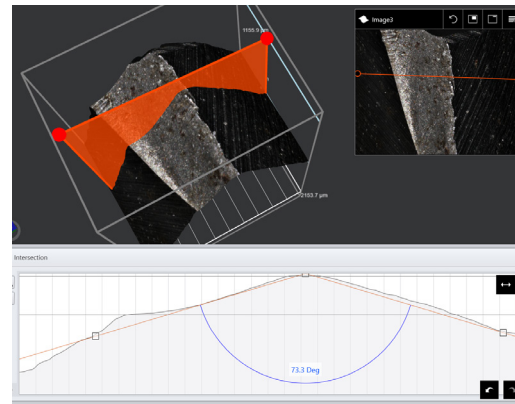 Image3
1155.9 µm
2153.7 µm
Intersection
73.3 Deg